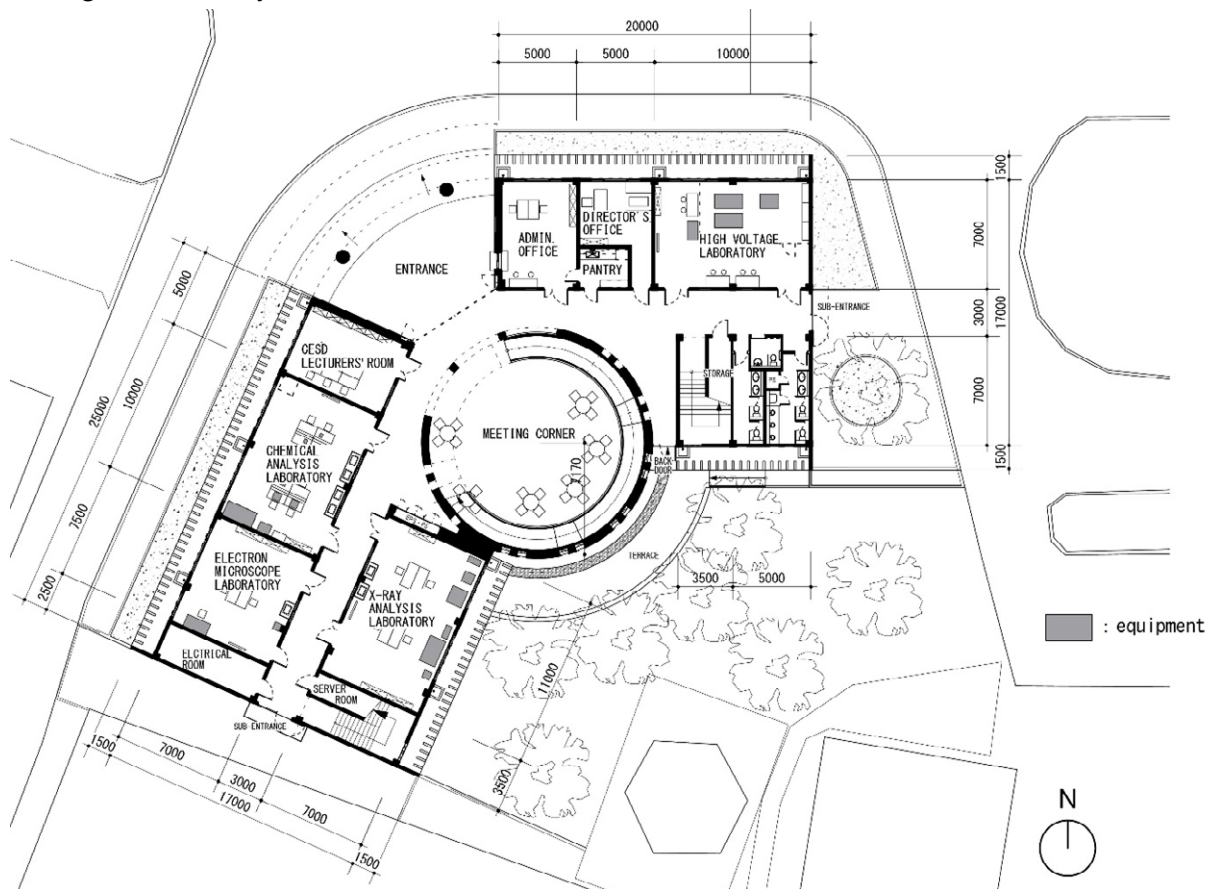 20000
5000
5000
10000
1500
7000
3000
17000
7000
1500
ADMIN.
OFFICE
DIRECTOR'S.
OFFICE
PANTRY
HIGH VOLTAGE
LABORATORY
ENTRANCE
SUB-ENTRANCE
CESD
LECTURERS' ROOM
STORAGE
PS
MEETING CORNER
7170
BACK
DOOR
TERRACE
3500
5000
CHEMICAL
ANALYSIS
LABORATORY
ELECTRON
MICROSCOPE
LABORATORY
X-RAY
ANALYSIS
LABORATORY
ELCTRICAL
ROOM
SERVER
ROOM
SUB-ENTRANCE
5000
10000
25000
7500
2500
1500
7000
3000
17000
7000
1500
11000
3500
: equipment
N